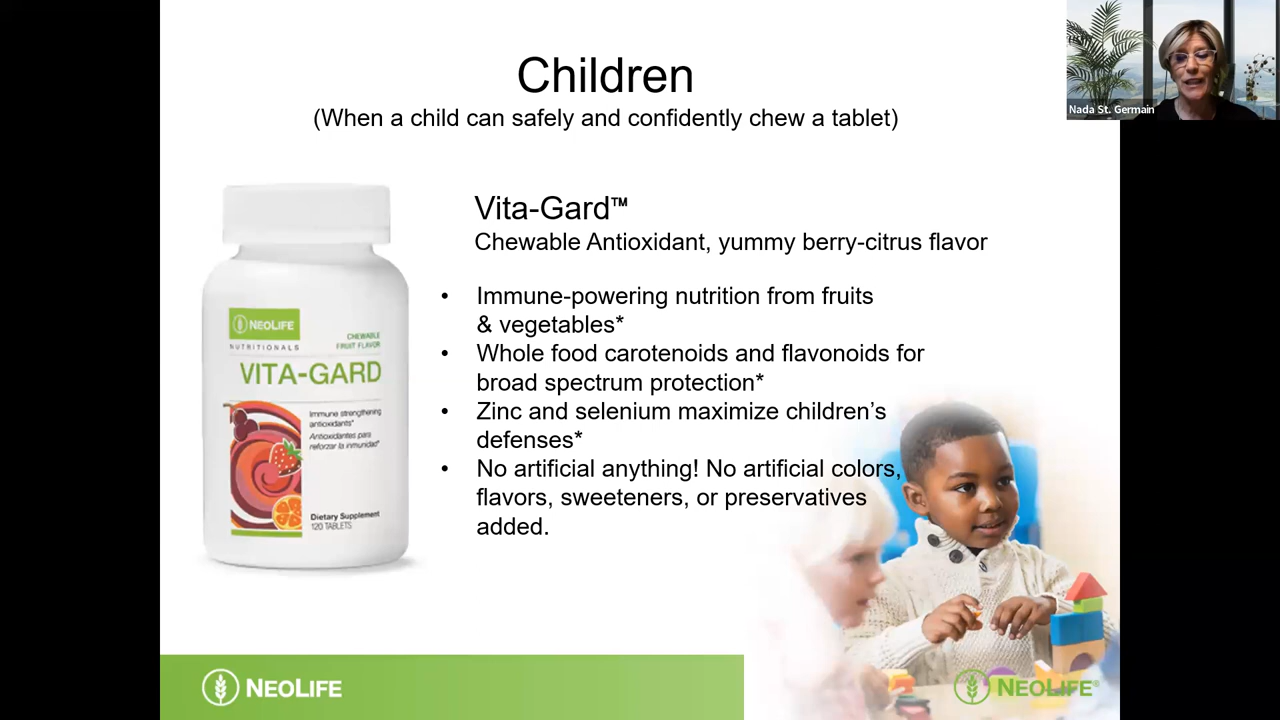 Children
(When a child can safely and confidently chew a tablet)
Nada St. Germain
Vita-Gard™
Chewable Antioxidant, yummy berry-citrus flavor
• Immune-powering nutrition from fruits
& vegetables*
• Whole food carotenoids and flavonoids for
broad spectrum protection*
• Zinc and selenium maximize children’s
defenses*
• No artificial anything! No artificial colors,
flavors, sweeteners, or preservatives
added.
NEOLIFE
NUTRITIONALS
CHEWABLE
FRUIT FLAVOR
VITA-GARD
Immune strengthening
antioxidants*
Antioxidantes para
reforzar la inmunidad*
Dietary Supplement
120 TABLETS
NEOLIFE
NEOLIFE®